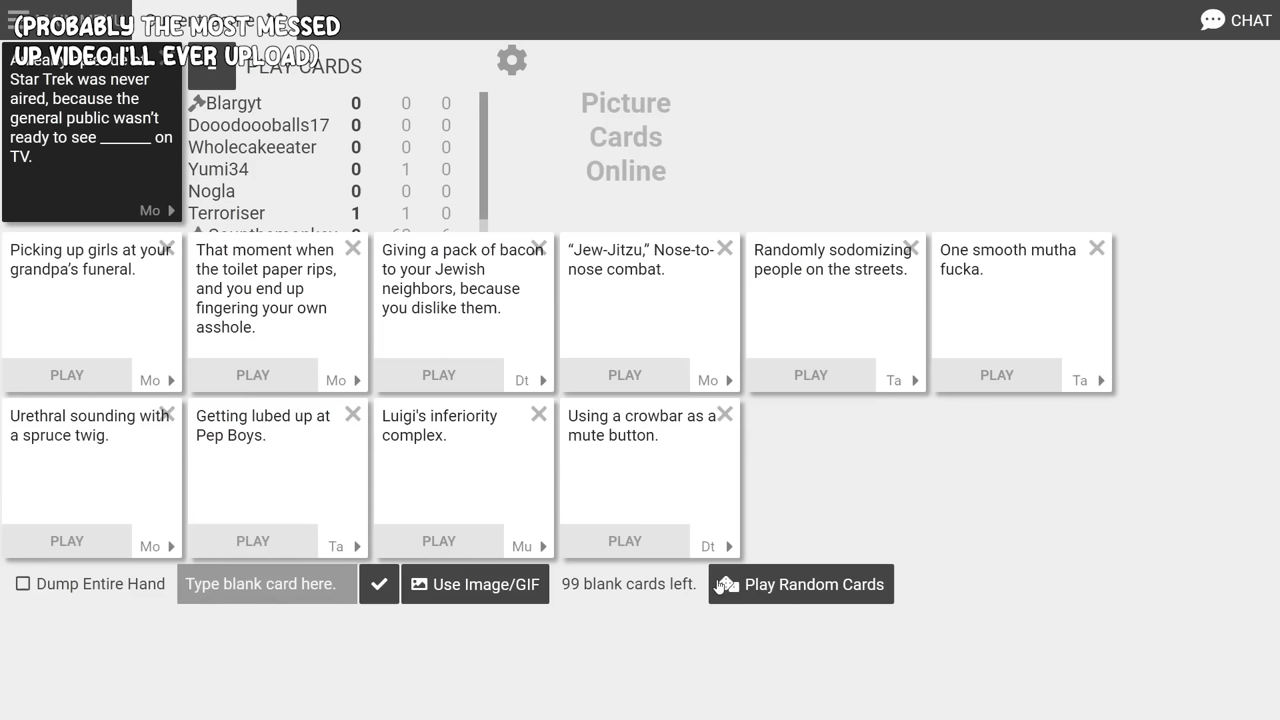 (PROBABLY THE MOST MESSED
UP VIDEO I'LL EVER UPLOAD)
CHAT
Star Trek was never
aired, because the
general public wasn't
ready to see _______ on
TV.
Mo
PLAY CARDS
Blargyt 0 0 0
Dooodoooballs17 0 0 0
Wholecakeeater 0 0 0
Yumi34 0 1 0
Nogla 0 0 0
Terroriser 1 1 0
Picture
Cards
Online
Picking up girls at your
grandpa's funeral.
PLAY
Mo
That moment when
the toilet paper rips,
and you end up
fingering your own
asshole.
PLAY
Mo
Giving a pack of bacon
to your Jewish
neighbors, because
you dislike them.
PLAY
Dt
“Jew-Jitzu,” Nose-to-
nose combat.
PLAY
Mo
Randomly sodomizing
people on the streets.
PLAY
Ta
One smooth mutha
fucka.
PLAY
Ta
Urethral sounding with
a spruce twig.
PLAY
Mo
Getting lubed up at
Pep Boys.
PLAY
Ta
Luigi's inferiority
complex.
PLAY
Mu
Using a crowbar as a
mute button.
PLAY
Dt
Dump Entire Hand
Type blank card here.
Use Image/GIF
99 blank cards left.
Play Random Cards